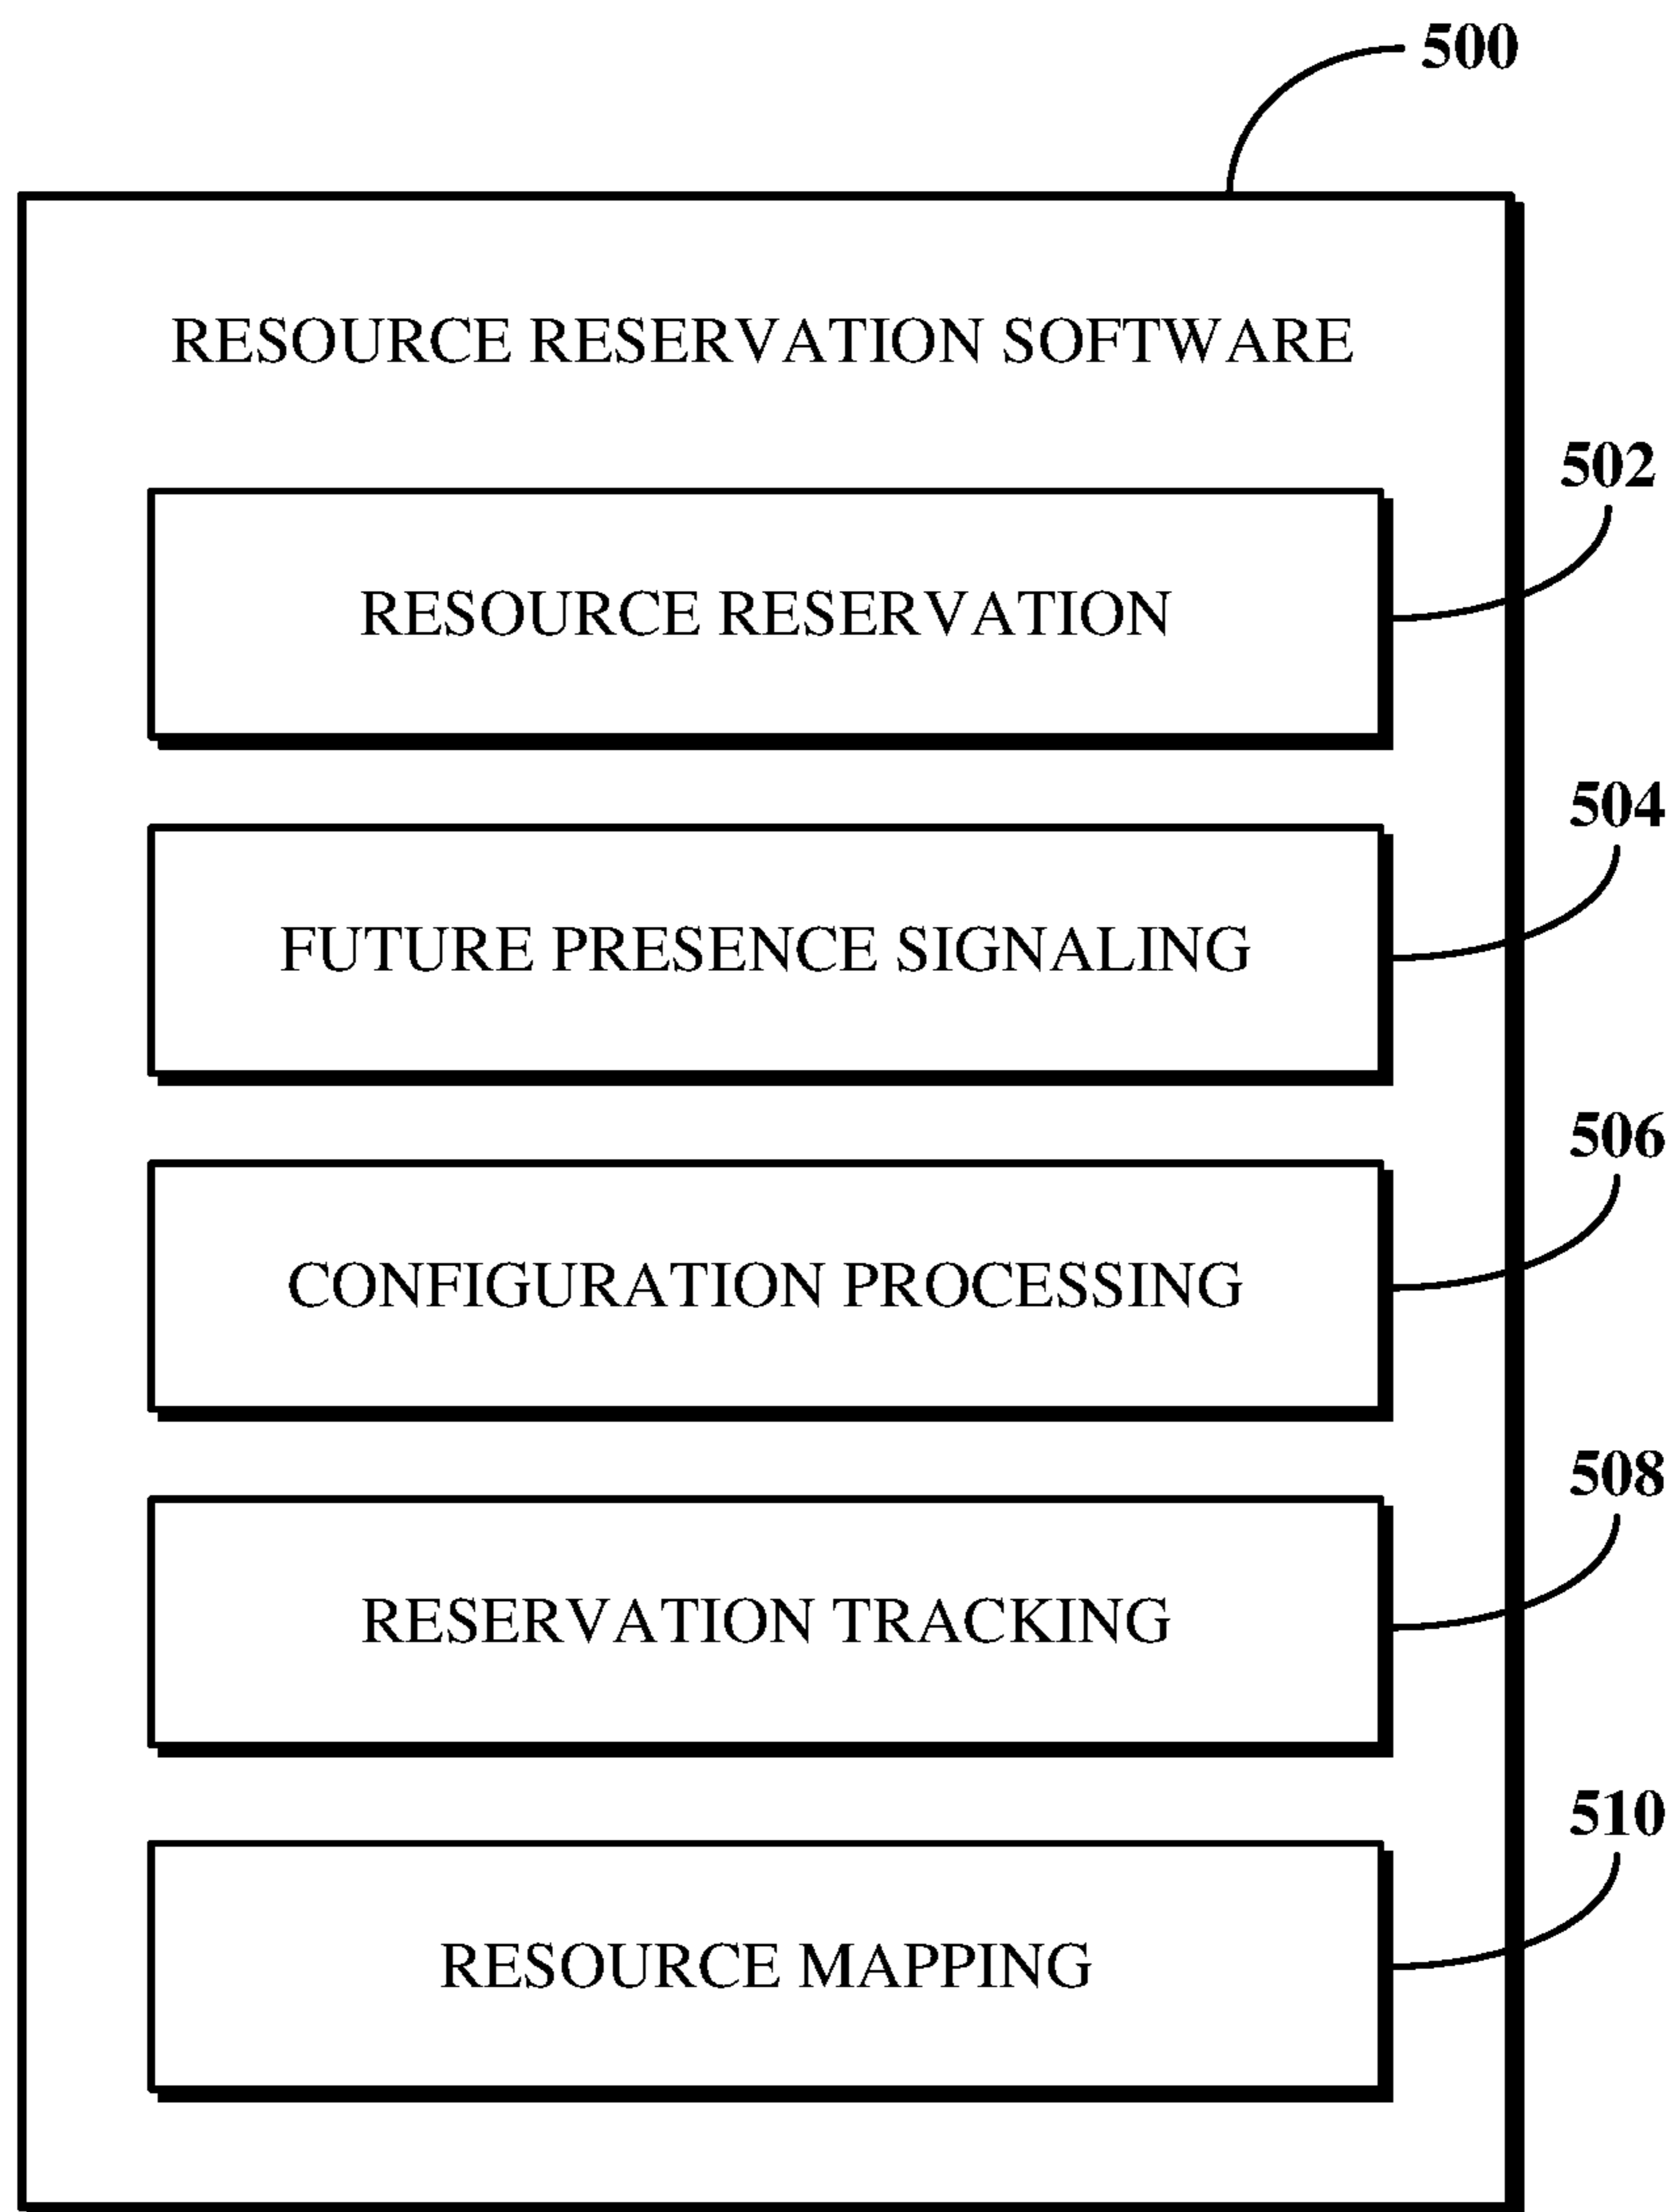 500
RESOURCE RESERVATION SOFTWARE
502
RESOURCE RESERVATION
504
FUTURE PRESENCE SIGNALING
506
CONFIGURATION PROCESSING
508
RESERVATION TRACKING
510
RESOURCE MAPPING